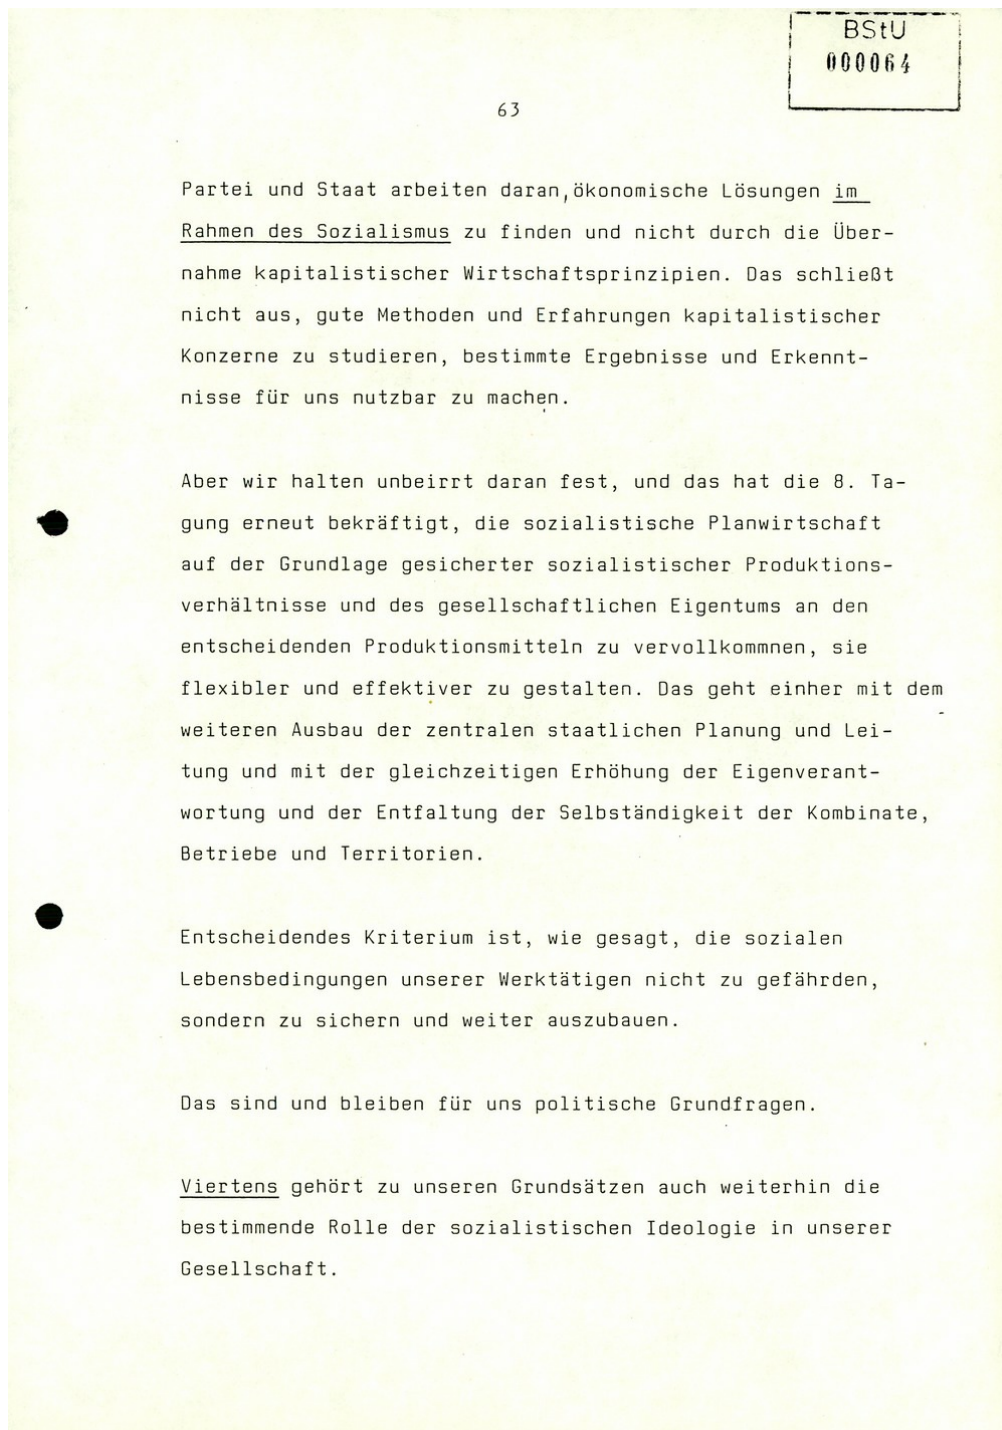 BStU
000064
63
Partei und Staat arbeiten daran, ökonomische Lösungen im
Rahmen des Sozialismus zu finden und nicht durch die Über-
nahme kapitalistischer Wirtschaftsprinzipien. Das schließt
nicht aus, gute Methoden und Erfahrungen kapitalistischer
Konzerne zu studieren, bestimmte Ergebnisse und Erkennt-
nisse für uns nutzbar zu machen.
Aber wir halten unbeirrt daran fest, und das hat die 8. Ta-
gung erneut bekräftigt, die sozialistische Planwirtschaft
auf der Grundlage gesicherter sozialistischer Produktions-
verhältnisse und des gesellschaftlichen Eigentums an den
entscheidenden Produktionsmitteln zu vervollkommnen, sie
flexibler und effektiver zu gestalten. Das geht einher mit dem
weiteren Ausbau der zentralen staatlichen Planung und Lei-
tung und mit der gleichzeitigen Erhöhung der Eigenverant-
wortung und der Entfaltung der Selbständigkeit der Kombinate,
Betriebe und Territorien.
Entscheidendes Kriterium ist, wie gesagt, die sozialen
Lebensbedingungen unserer Werktätigen nicht zu gefährden,
sondern zu sichern und weiter auszubauen.
Das sind und bleiben für uns politische Grundfragen.
Viertens gehört zu unseren Grundsätzen auch weiterhin die
bestimmende Rolle der sozialistischen Ideologie in unserer
Gesellschaft.